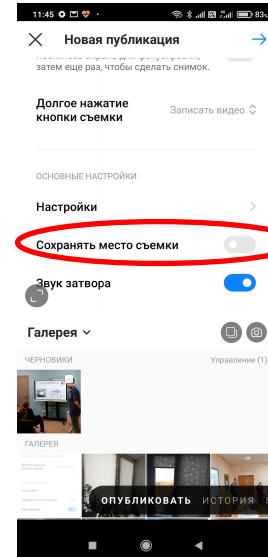 11:45
83%
Новая публикация
затем еще раз, чтобы сделать снимок.
Долгое нажатие
кнопки съемки
Записать видео
ОСНОВНЫЕ НАСТРОЙКИ
Настройки
Сохранять место съемки
Звук затвора
Галерея
ЧЕРНОВИКИ
Управление (1)
ГАЛЕРЕЯ
ОПУБЛИКОВАТЬ ИСТОРИЯ